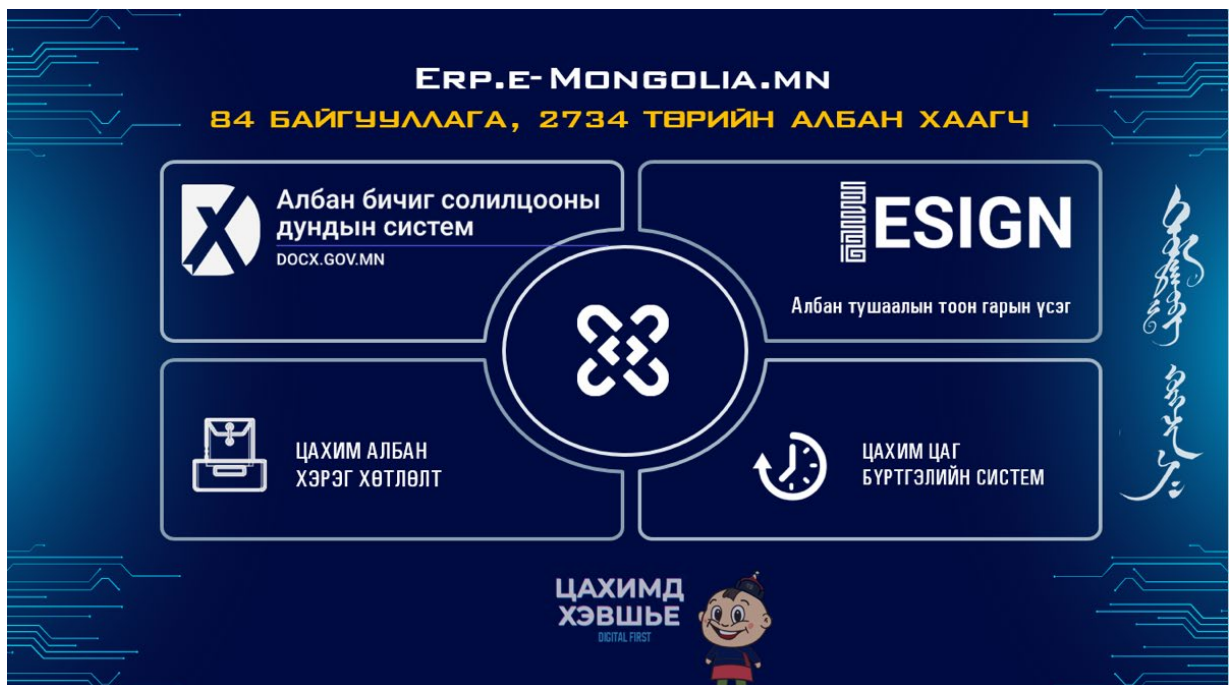 ERP.E-MONGOLIA.MN
84 БАЙГУУЛЛАГА, 2734 ТӨРИЙН АЛБАН ХААГЧ
Албан бичиг солилцооны
дундын систем
DOCX.GOV.MN
ESIGN
Албан тушаалын тоон гарын үсэг
ЦАХИМ АЛБАН
ХЭРЭГ ХӨТЛӨЛТ
ЦАХИМ ЦАГ
БҮРТГЭЛИЙН СИСТЕМ
ЦАХИМД
ХЭВШЬЕ
DIGITAL FIRST